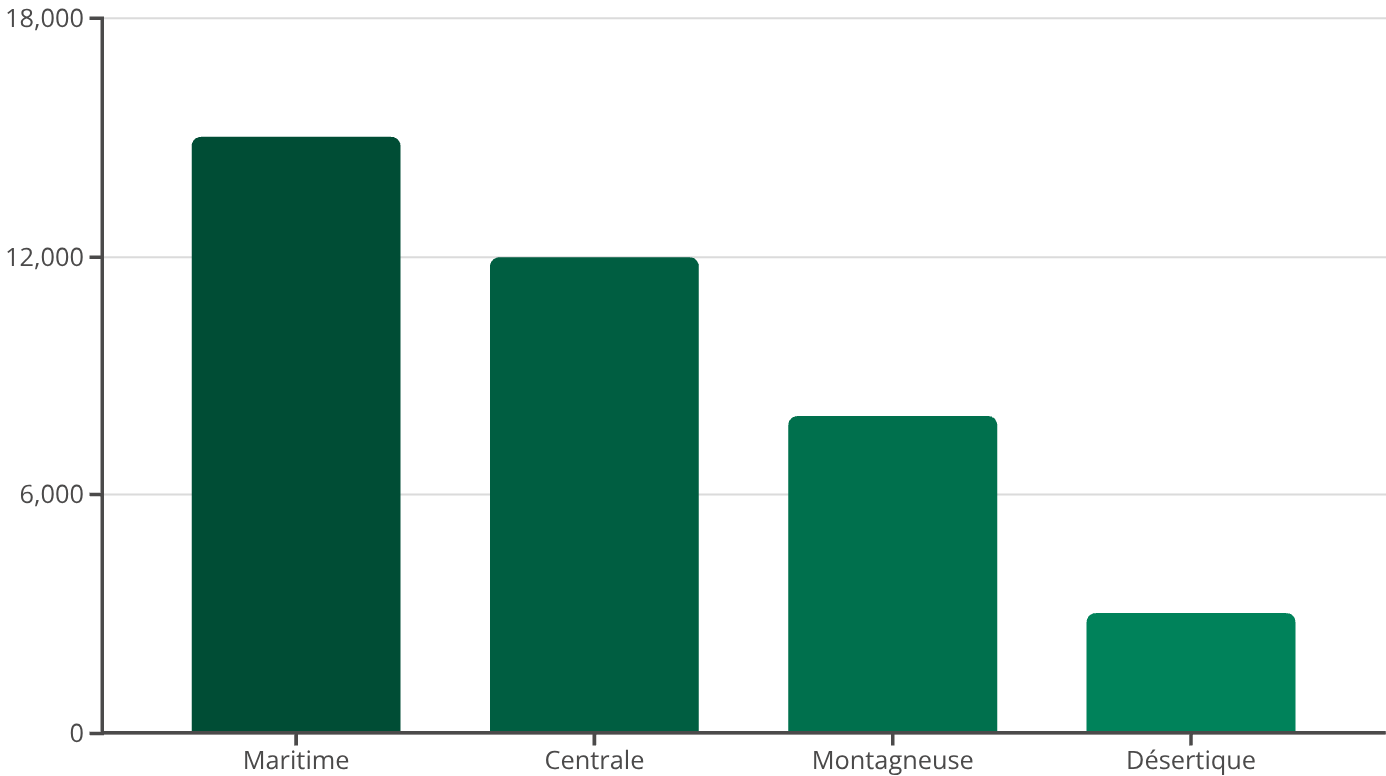 18,000
12,000
6,000
0
Maritime
Centrale
Montagneuse
Désertique